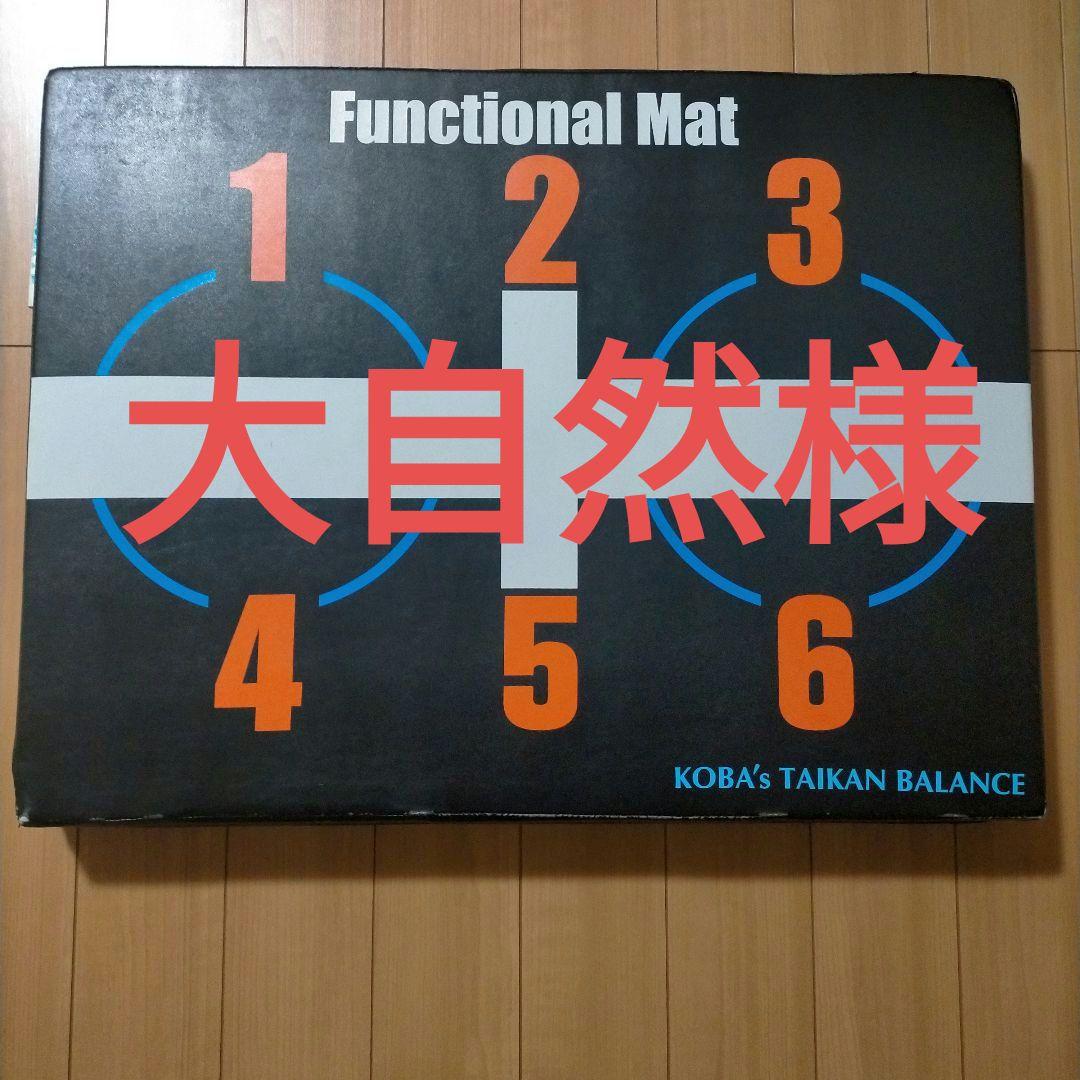 Functional Mat
1 2 3
大自然様
4 5 6
KOBA's TAIKAN BALANCE